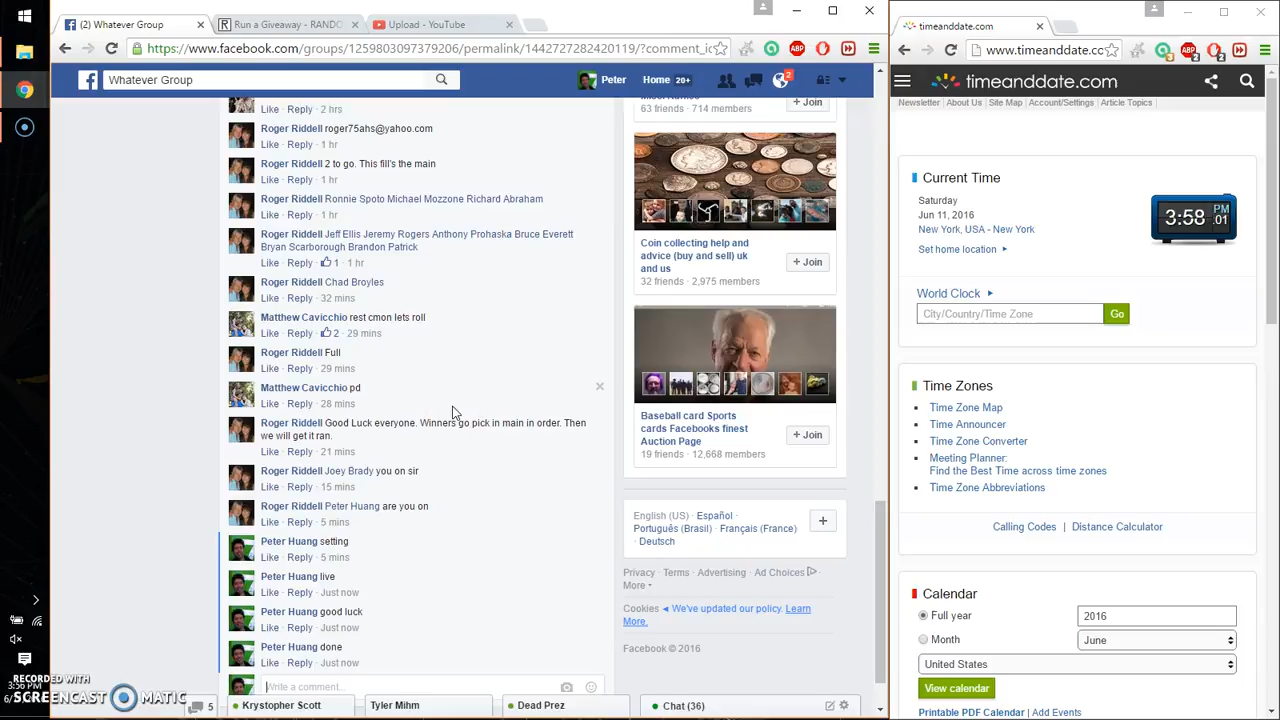 (2) Whatever Group
Run a Giveaway - RANDO
Upload - YouTube
https://www.facebook.com/groups/1259803097379206/permalink/1442727282420119/?comment_ic
Whatever Group
Peter
Home 20+
2
Like · Reply · 2 hrs
Roger Riddell roger75ahs@yahoo.com
Like · Reply · 1 hr
Roger Riddell 2 to go. This fill's the main
Like · Reply · 1 hr
Roger Riddell Ronnie Spoto Michael Mozzone Richard Abraham
Like · Reply · 1 hr
Roger Riddell Jeff Ellis Jeremy Rogers Anthony Prohaska Bruce Everett
Bryan Scarborough Brandon Patrick
Like · Reply · 1 · 1 hr
Roger Riddell Chad Broyles
Like · Reply · 32 mins
Matthew Cavicchio rest cmon lets roll
Like · Reply · 2 · 29 mins
Roger Riddell Full
Like · Reply · 29 mins
Matthew Cavicchio pd
Like · Reply · 28 mins
Roger Riddell Good Luck everyone. Winners go pick in main in order. Then
we will get it ran.
Like · Reply · 21 mins
Roger Riddell Joey Brady you on sir
Like · Reply · 15 mins
Roger Riddell Peter Huang are you on
Like · Reply · 5 mins
Peter Huang setting
Like · Reply · 5 mins
Peter Huang live
Like · Reply · Just now
Peter Huang good luck
Like · Reply · Just now
Peter Huang done
Like · Reply · Just now
Write a comment...
63 friends · 714 members
+ Join
Coin collecting help and
advice (buy and sell) uk
and us
32 friends · 2,975 members
+ Join
Baseball card Sports
cards Facebooks finest
Auction Page
19 friends · 12,668 members
+ Join
English (US) · Español ·
Português (Brasil) · Français (France) ·
Deutsch
+
Privacy · Terms · Advertising · Ad Choices ·
More
Cookies ◄ We've updated our policy. Learn
More.
Facebook © 2016
5
Krystopher Scott
Tyler Mihm
Dead Prez
Chat (36)
RECORDED WITH
SCREENCAST MATIC
timeanddate.com
www.timeanddate.cc
ABP
3
2
2
timeanddate.com
Newsletter About Us Site Map Account/Settings Article Topics
Current Time
Saturday
Jun 11, 2016
New York, USA - New York
Set home location
3:58 PM 01
World Clock
City/Country/Time Zone
Go
Time Zones
Time Zone Map
Time Announcer
Time Zone Converter
Meeting Planner:
Find the Best Time across time zones
Time Zone Abbreviations
Calling Codes | Distance Calculator
Calendar
Full year
2016
Month
June
United States
View calendar
Printable PDF Calendar | Add Events